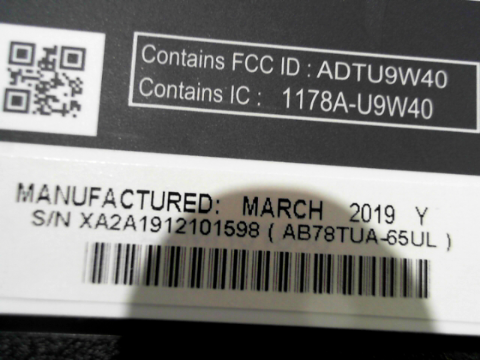 Contains FCC ID : ADTU9W40
Contains IC : 1178A-U9W40
MANUFACTURED: MARCH 2019 Y
S/N XA2A1912101598 ( AB78TUA-65UL )